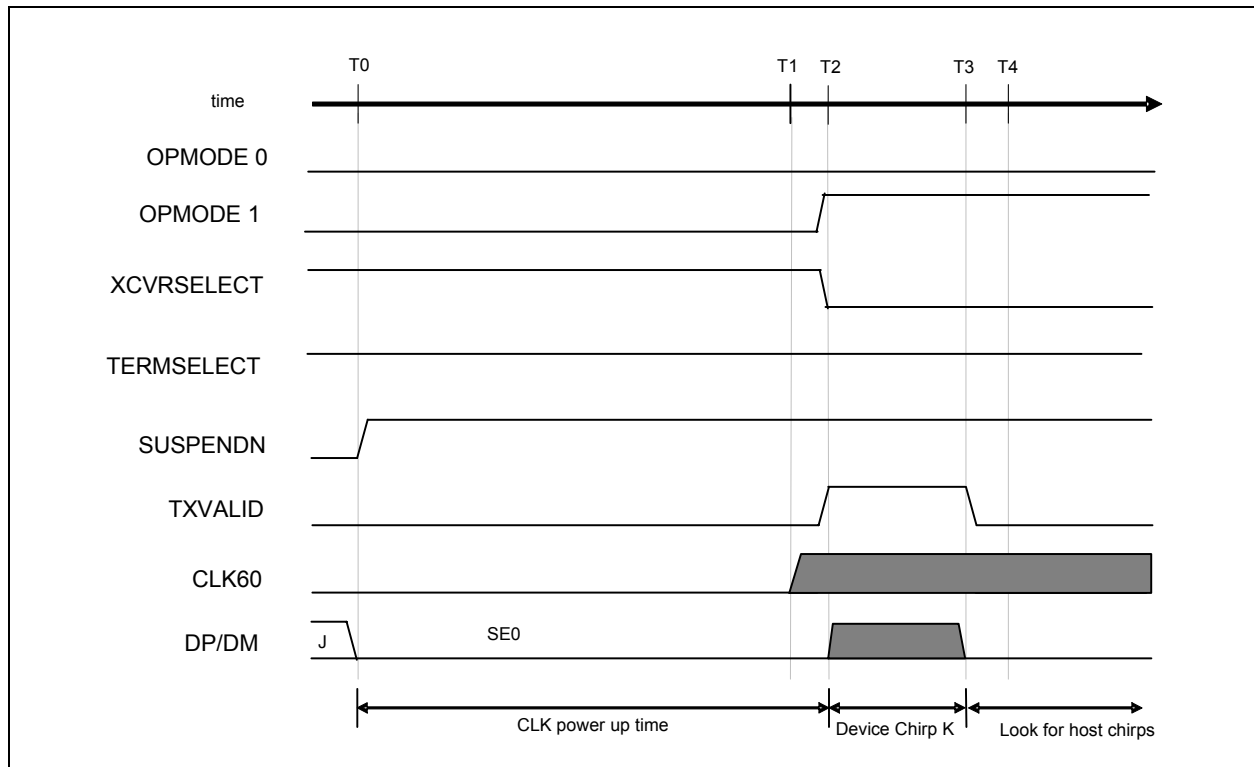 T0 T1 T2 T3 T4
time
OPMODE 0
OPMODE 1
XCVRSELECT
TERMSELECT
SUSPENDN
TXVALID
CLK60
DP/DM J SE0
CLK power up time Device Chirp K Look for host chirps